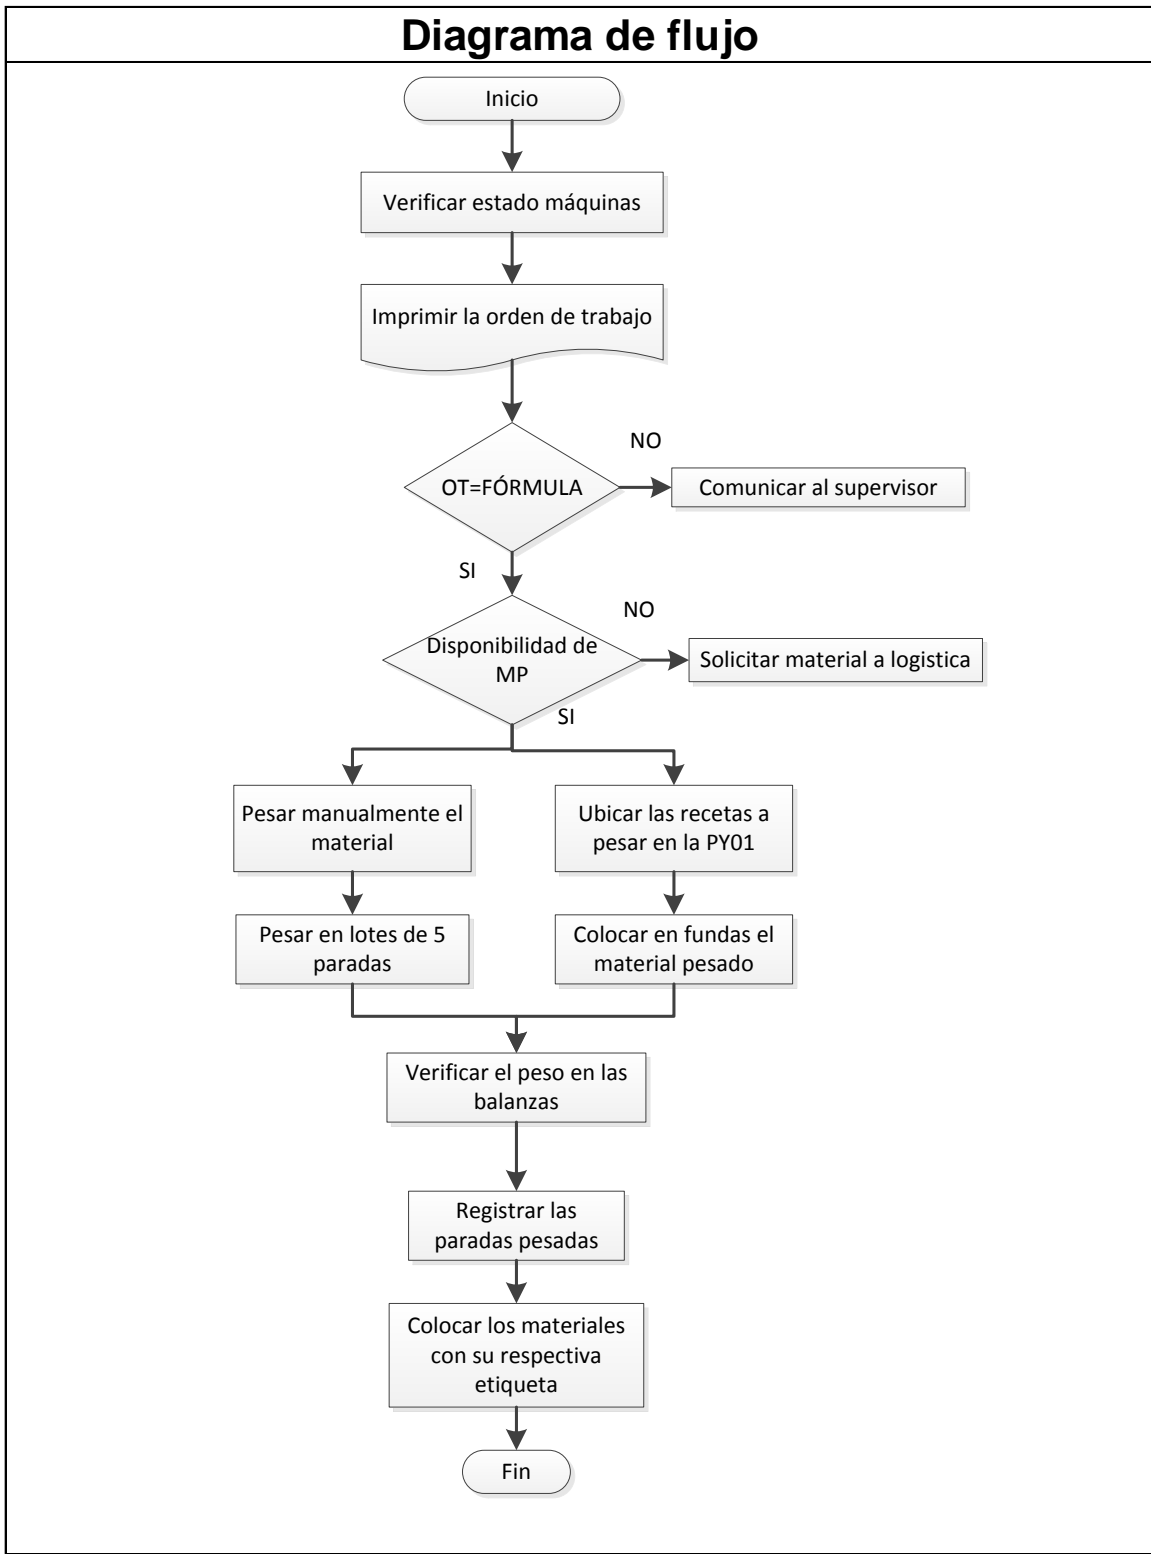 Diagrama de flujo
Inicio
Verificar estado máquinas
Imprimir la orden de trabajo
NO
OT=FÓRMULA
Comunicar al supervisor
SI
NO
Disponibilidad de
MP
Solicitar material a logistica
SI
Pesar manualmente el
material
Ubicar las recetas a
pesar en la PY01
Pesar en lotes de 5
paradas
Colocar en fundas el
material pesado
Verificar el peso en las
balanzas
Registrar las
paradas pesadas
Colocar los materiales
con su respectiva
etiqueta
Fin